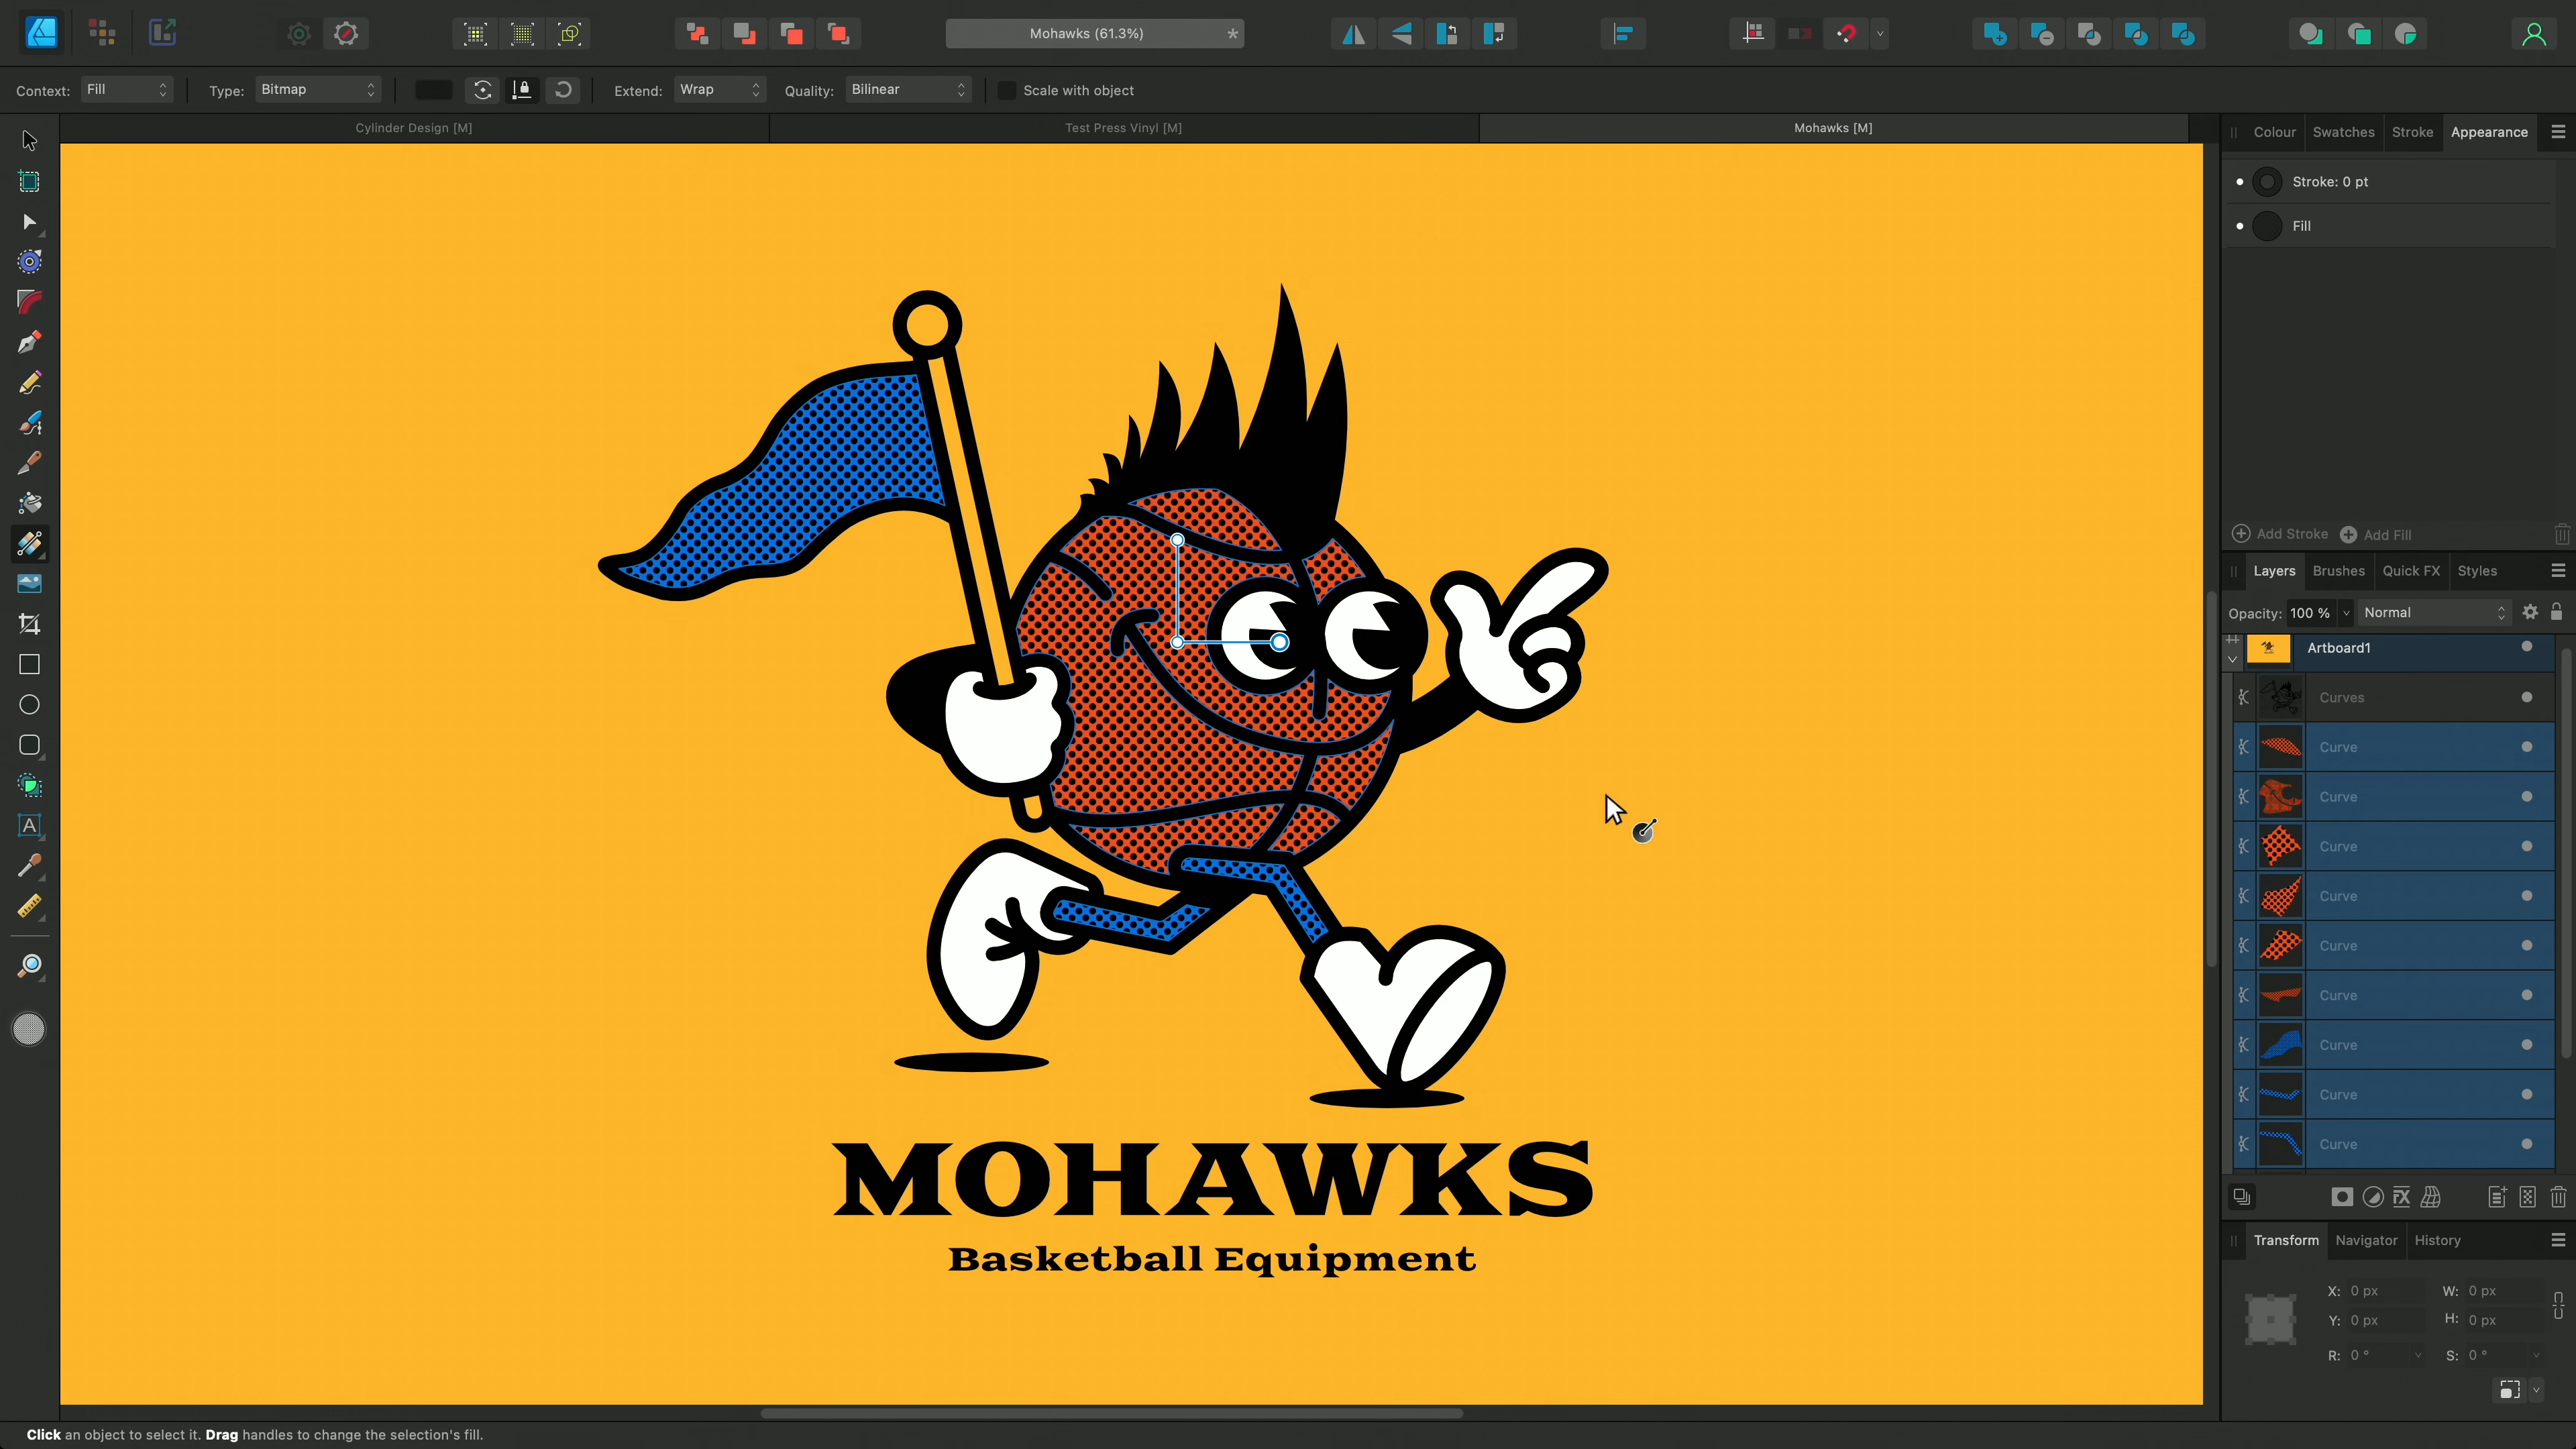 Mohawks (61.3%)
*
Context: Fill
Type: Bitmap
Extend: Wrap
Quality: Bilinear
Scale with object
Cylinder Design [M]
Test Press Vinyl [M]
Mohawks [M]
Colour
Swatches
Stroke
Appearance
Stroke: 0 pt
Fill
Add Stroke
Add Fill
Layers
Brushes
Quick FX
Styles
Opacity: 100 %
Normal
Artboard1
Curves
Curve
Curve
Curve
Curve
Curve
Curve
Curve
Curve
Curve
FX
A
MOHAWKS
Basketball Equipment
Transform
Navigator
History
X: 0 px
W: 0 px
Y: 0 px
H: 0 px
R: 0 °
S: 0 °
Click an object to select it. Drag handles to change the selection's fill.